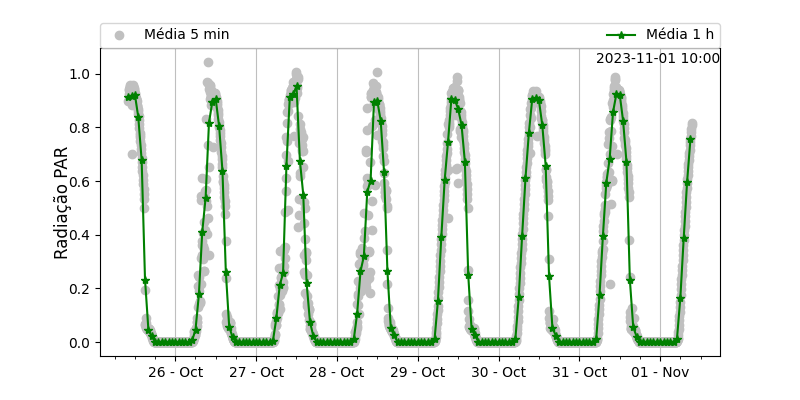 Média 5 min
Média 1 h
2023-11-01 10:00
Radiação PAR
1.0
0.8
0.6
0.4
0.2
0.0
26 - Oct
27 - Oct
28 - Oct
29 - Oct
30 - Oct
31 - Oct
01 - Nov